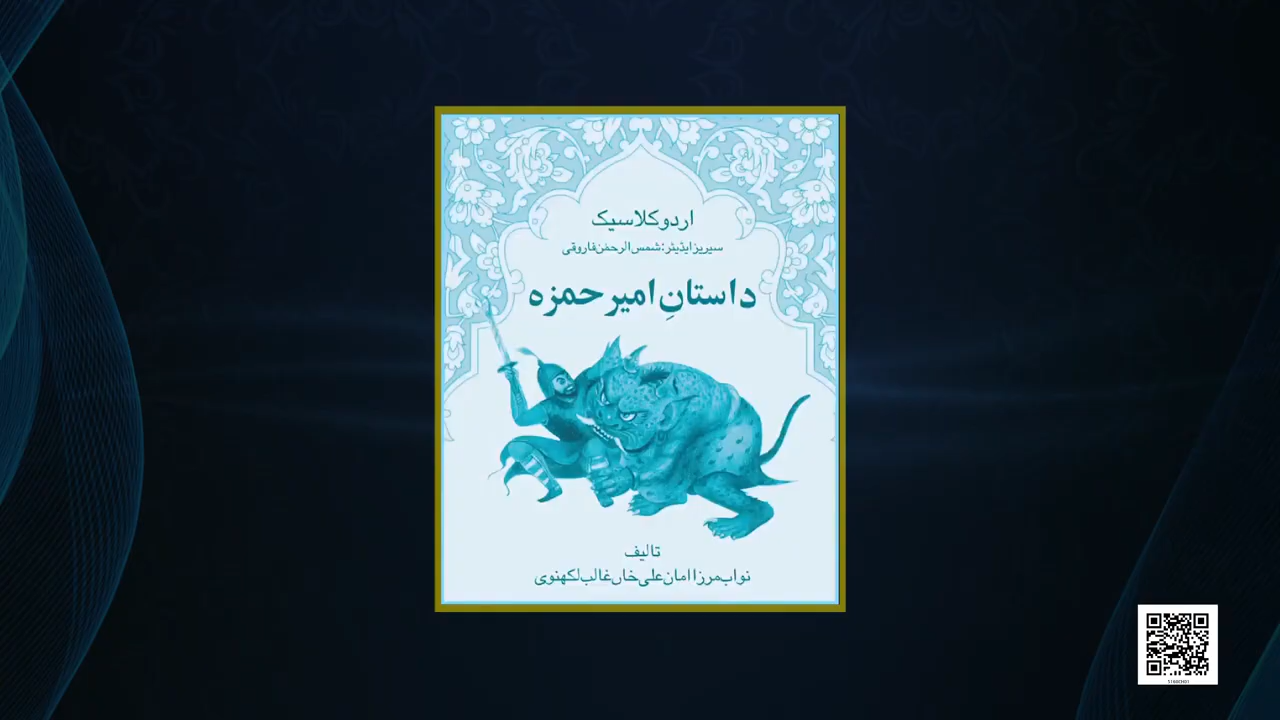 اردو کلاسیک
سیریز ایڈیٹر: شمس الرحمٰن فاروقی
داستانِ امیر حمزہ
تالیف
نواب مرزا امان علی خاں غالب لکھنوی